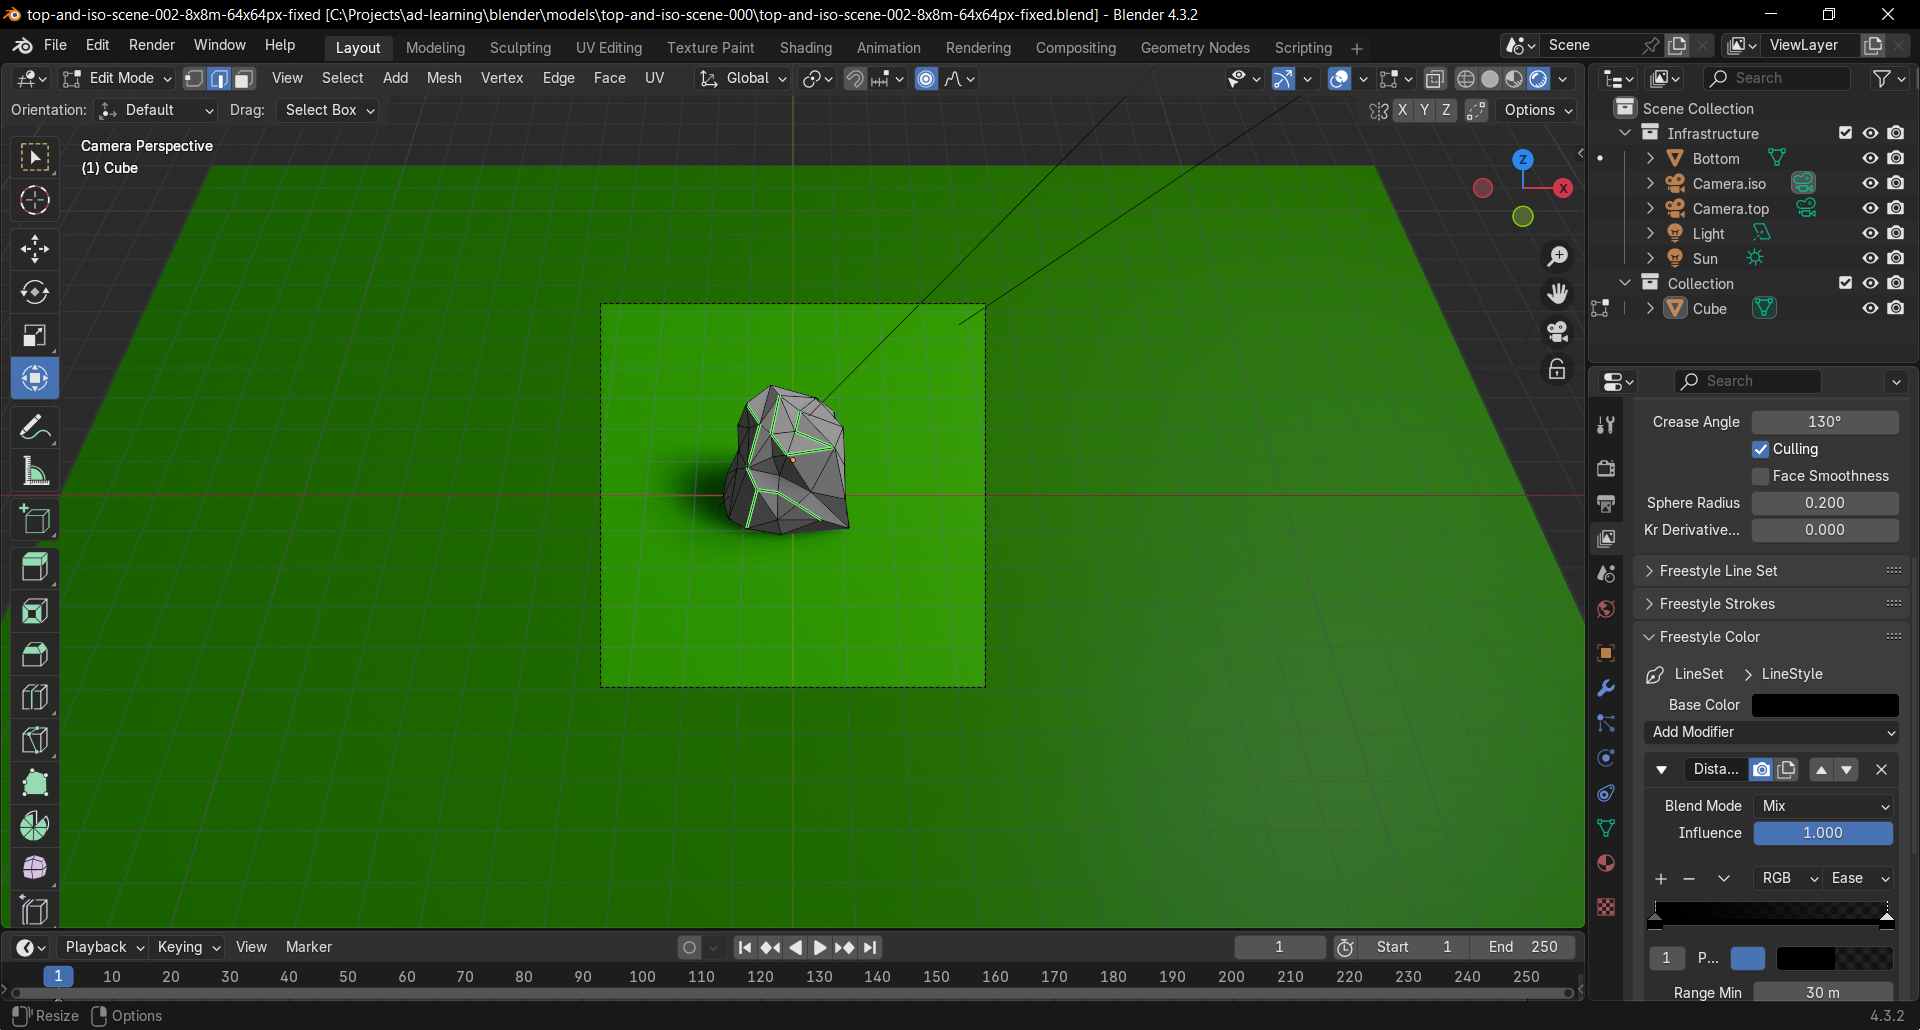 top-and-iso-scene-002-8x8m-64x64px-fixed [C:\Projects\ad-learning\blender\models\top-and-iso-scene-000\top-and-iso-scene-002-8x8m-64x64px-fixed.blend] - Blender 4.3.2
File Edit Render Window Help Layout Modeling Sculpting UV Editing Texture Paint Shading Animation Rendering Compositing Geometry Nodes Scripting + Scene ViewLayer
Edit Mode View Select Add Mesh Vertex Edge Face UV Global Search
Orientation: Default Drag: Select Box X Y Z Options
Scene Collection
Infrastructure
Bottom
Camera.iso
Camera.top
Light
Sun
Collection
Cube
Camera Perspective
(1) Cube
Z
X
Search
Crease Angle 130°
Culling
Face Smoothness
Sphere Radius 0.200
Kr Derivative... 0.000
Freestyle Line Set
Freestyle Strokes
Freestyle Color
LineSet LineStyle
Base Color
Add Modifier
Dista...
Blend Mode Mix
Influence 1.000
RGB Ease
1 P...
Range Min 30 m
Playback Keying View Marker 1 Start 1 End 250
1 10 20 30 40 50 60 70 80 90 100 110 120 130 140 150 160 170 180 190 200 210 220 230 240 250
Resize Options 4.3.2